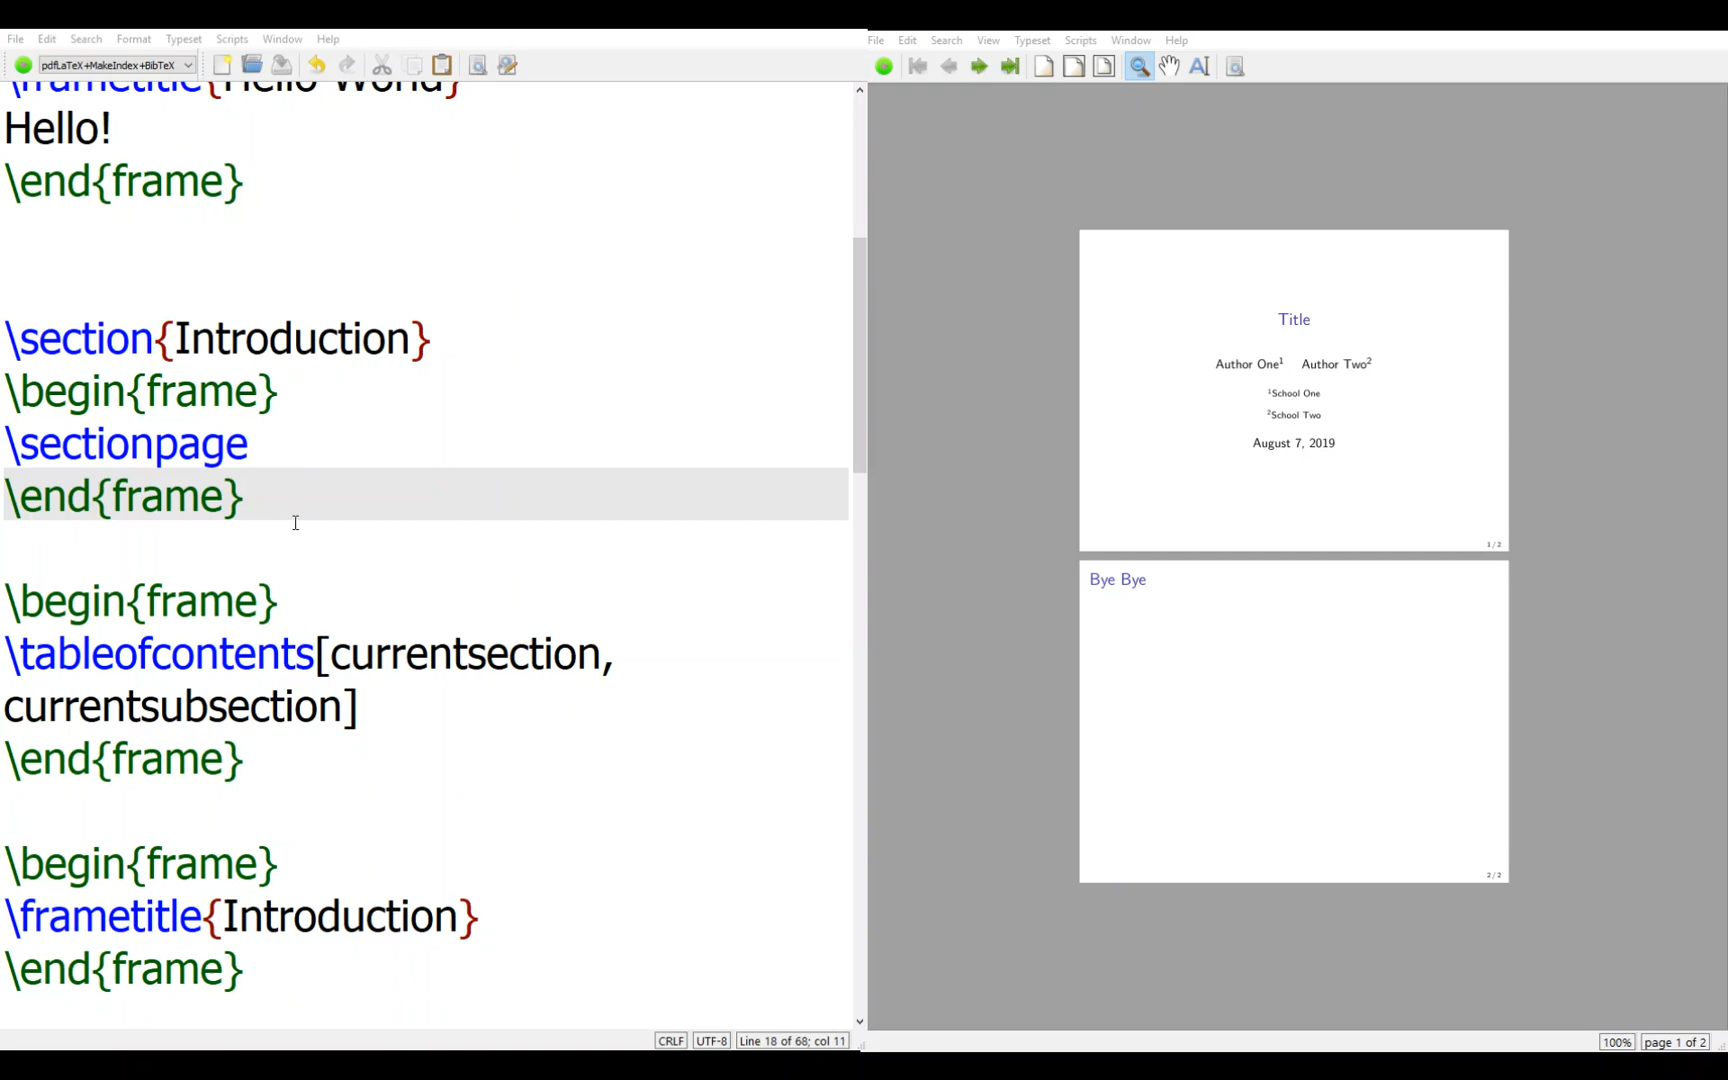 File Edit Search Format Typeset Scripts Window Help
pdfLaTeX+MakeIndex+BibTeX
\frametitle{Hello World}
Hello!
\end{frame}
\section{Introduction}
\begin{frame}
\sectionpage
\end{frame}
\begin{frame}
\tableofcontents[currentsection,
currentsubsection]
\end{frame}
\begin{frame}
\frametitle{Introduction}
\end{frame}
CRLF UTF-8 Line 18 of 68; col 11
File Edit Search View Typeset Scripts Window Help
Title
Author One¹ Author Two²
¹School One
²School Two
August 7, 2019
1/2
Bye Bye
2/2
100% page 1 of 2